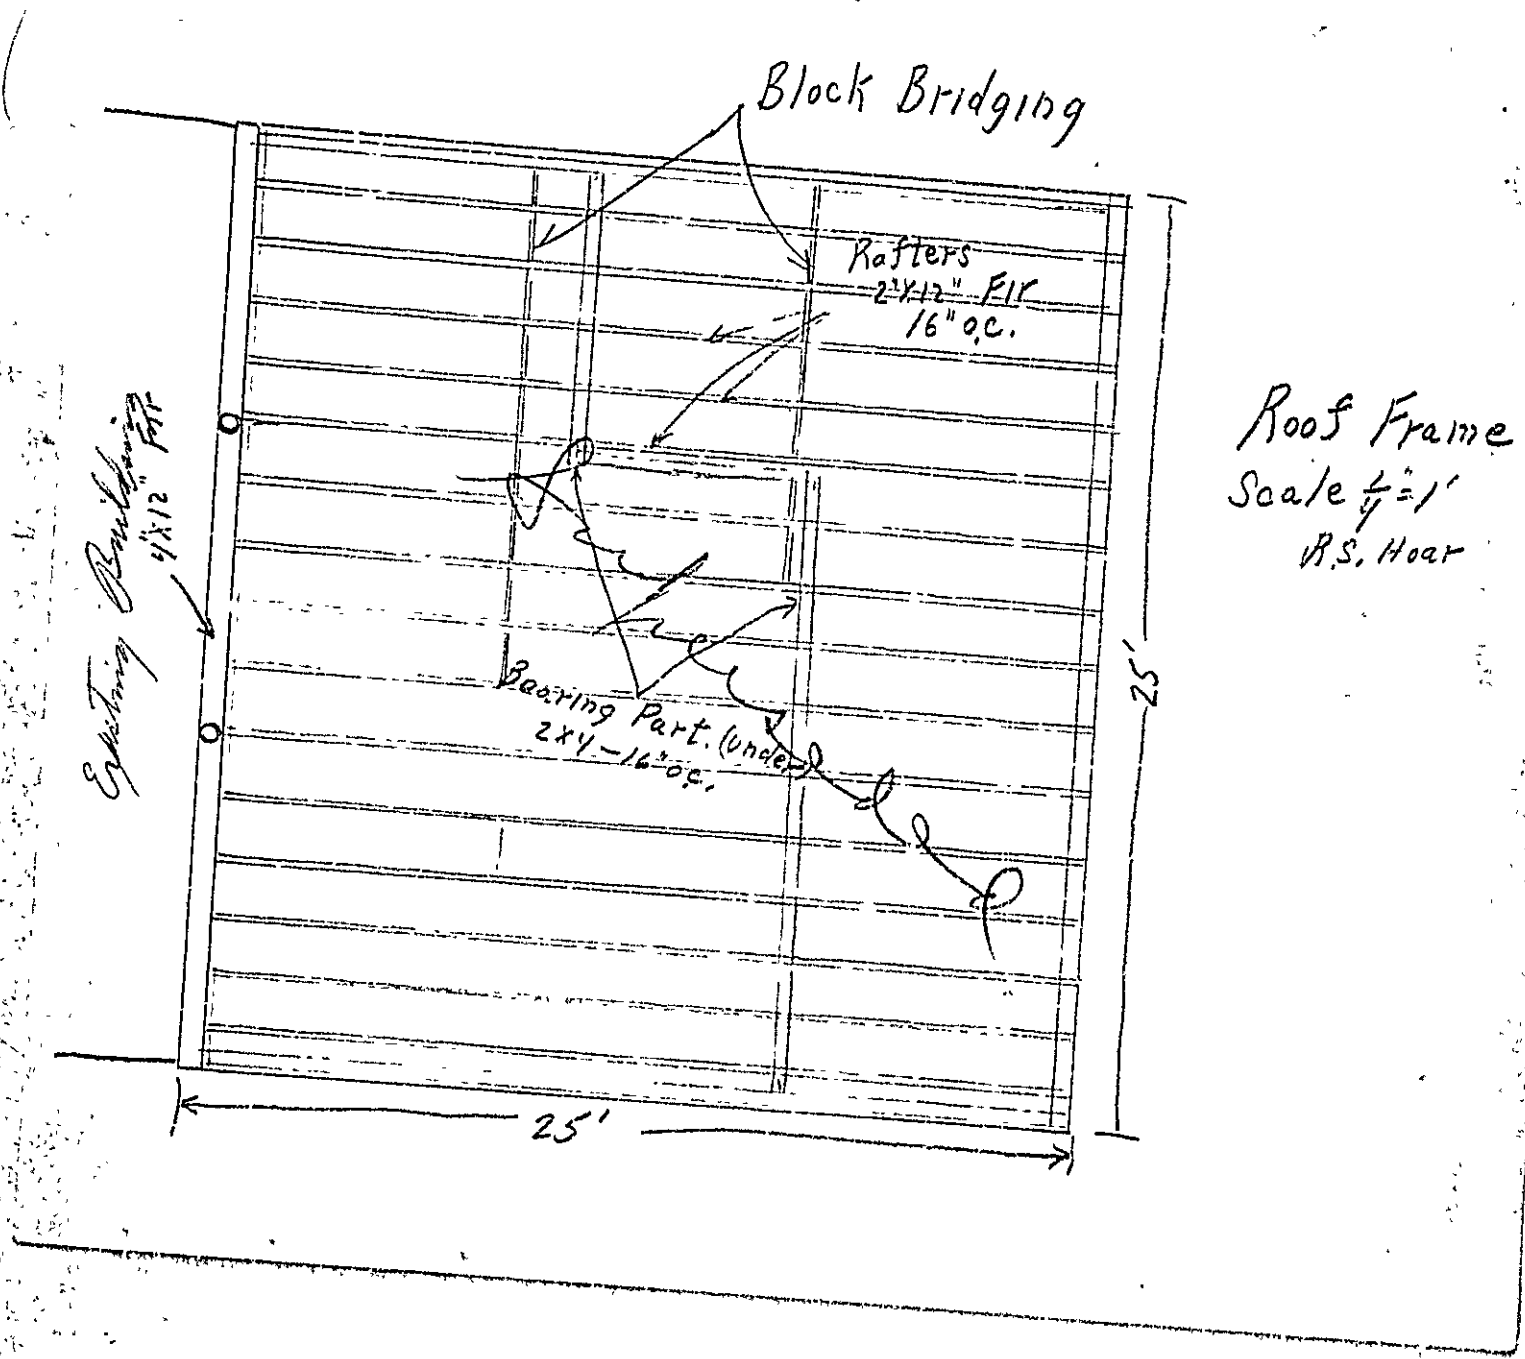 Block Bridging
Rafters
2"X12" Fir
16" o.c.
Roof Frame
Scale 1/4"=1'
R.S. Hoar
Existing Building
4"X12" Fir
25'
Bearing Part. (under)
2X4-16" o.c.
25'